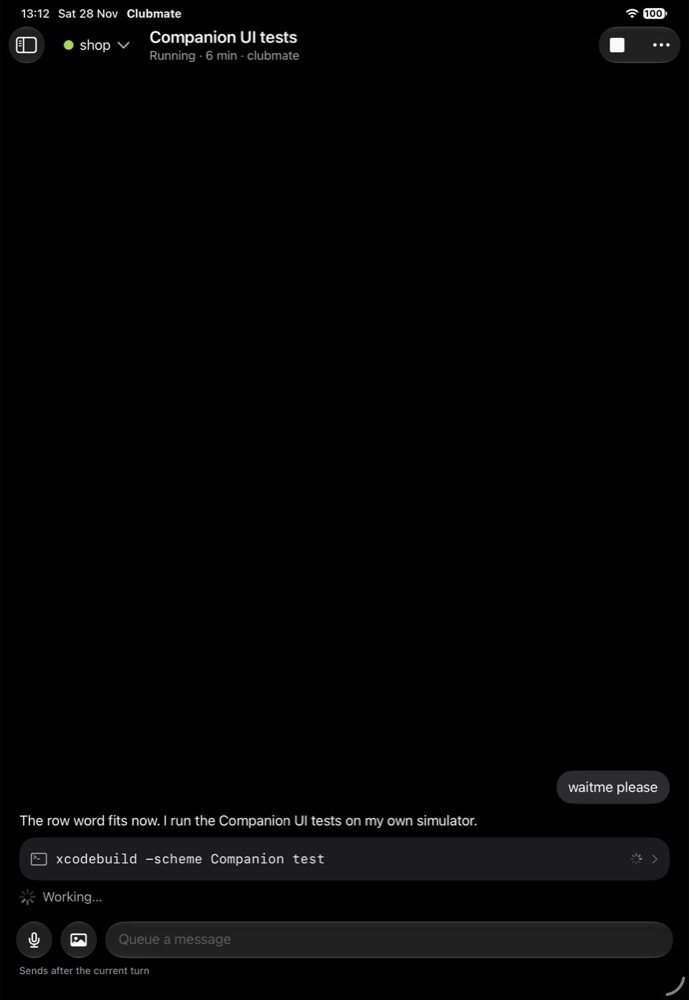 13:12 Sat 28 Nov Clubmate
100
shop
Companion UI tests
Running · 6 min · clubmate
waitme please
The row word fits now. I run the Companion UI tests on my own simulator.
xcodebuild -scheme Companion test
Working...
Queue a message
Sends after the current turn